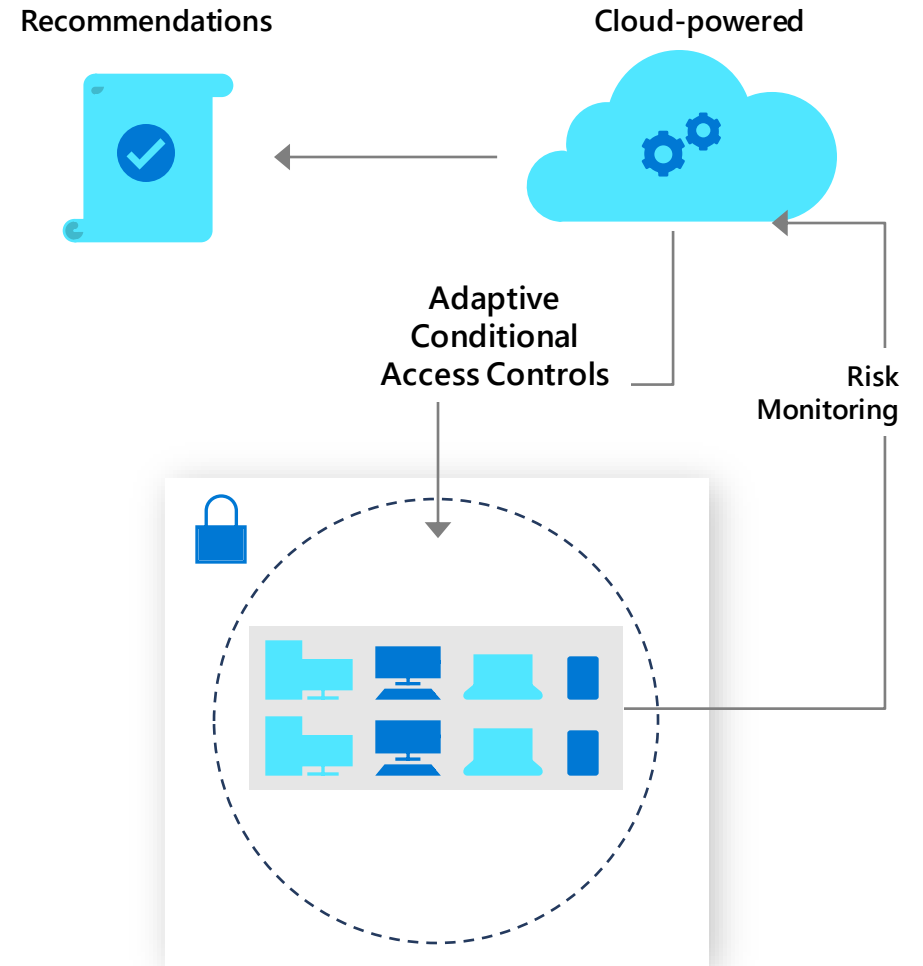 Recommendations
Cloud-powered
Adaptive
Conditional
Access Controls
Risk
Monitoring